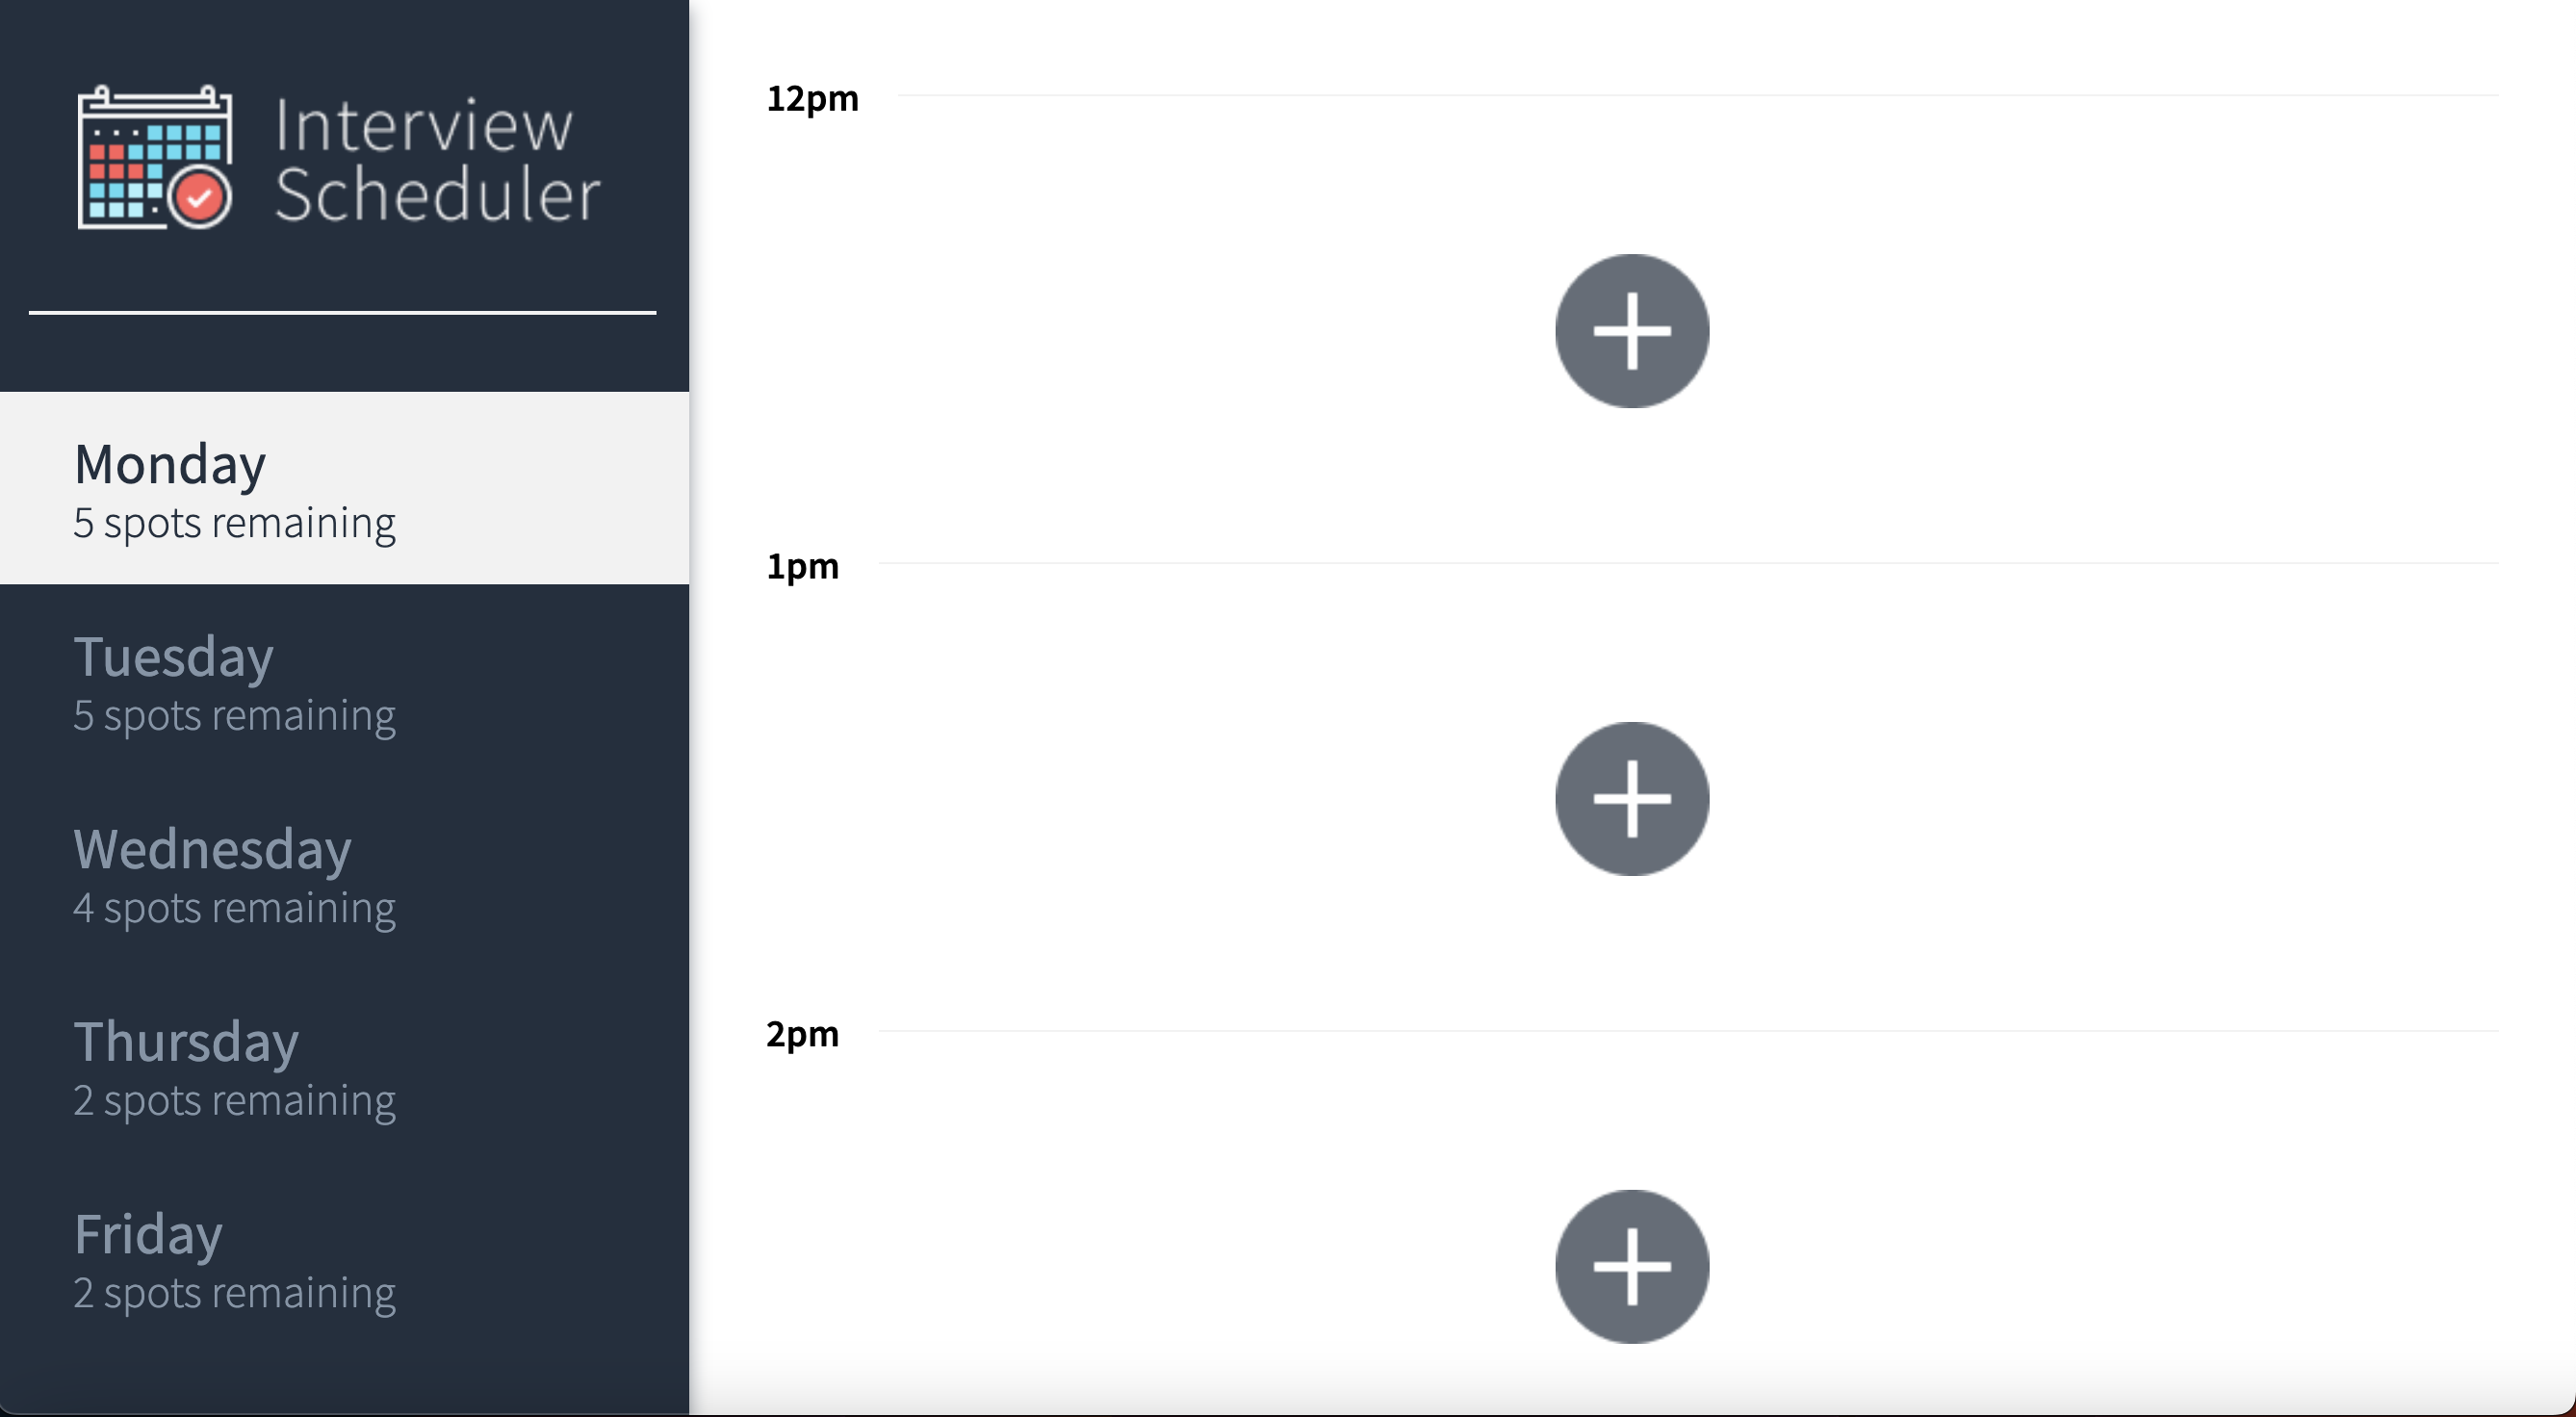 Interview
Scheduler
Monday
5 spots remaining
Tuesday
5 spots remaining
Wednesday
4 spots remaining
Thursday
2 spots remaining
Friday
2 spots remaining
12pm
1pm
2pm